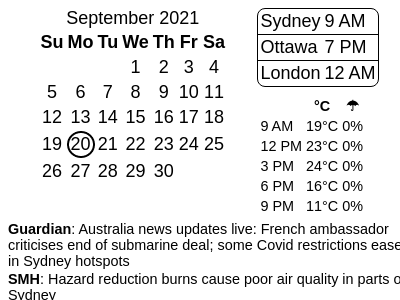 September 2021
Su Mo Tu We Th Fr Sa
1 2 3 4
5 6 7 8 9 10 11
12 13 14 15 16 17 18
19 20 21 22 23 24 25
26 27 28 29 30
Sydney 9 AM
Ottawa 7 PM
London 12 AM
°C ☂
9 AM 19°C 0%
12 PM 23°C 0%
3 PM 24°C 0%
6 PM 16°C 0%
9 PM 11°C 0%
Guardian: Australia news updates live: French ambassador
criticises end of submarine deal; some Covid restrictions ease
in Sydney hotspots
SMH: Hazard reduction burns cause poor air quality in parts o
Sydney